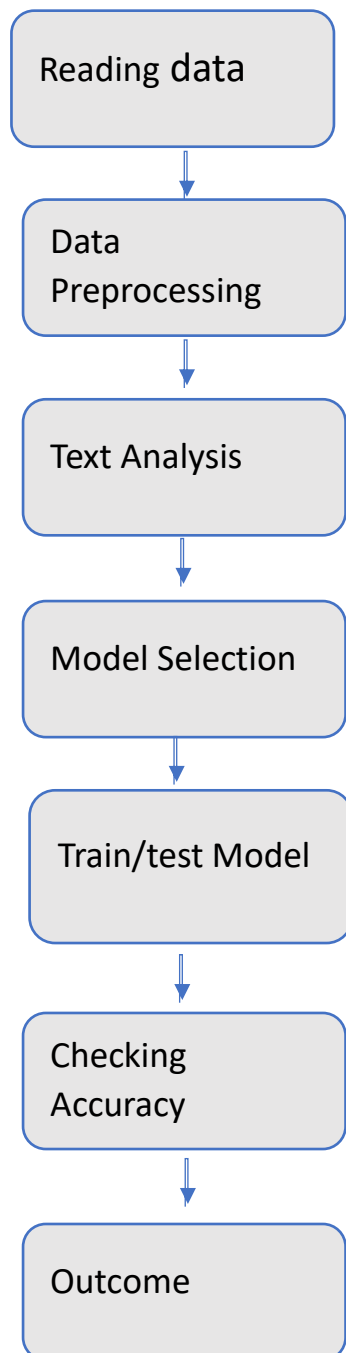 Reading data
Data
Preprocessing
Text Analysis
Model Selection
Train/test Model
Checking
Accuracy
Outcome